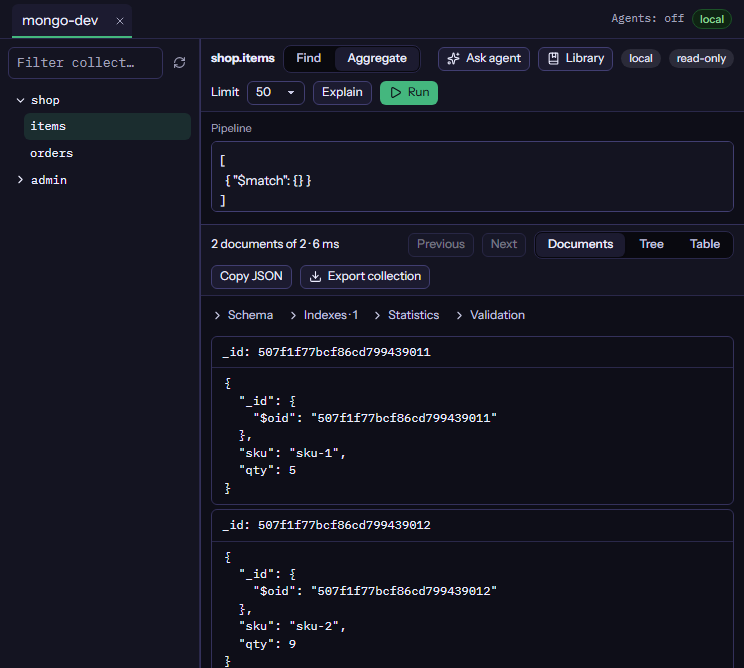 mongo-dev ×
Agents: off local
Filter collect…
shop
items
orders
admin
shop.items Find Aggregate Ask agent Library local read-only
Limit 50 Explain Run
Pipeline
[
{ "$match": {} }
]
2 documents of 2 · 6 ms Previous Next Documents Tree Table
Copy JSON Export collection
Schema Indexes · 1 Statistics Validation
_id: 507f1f77bcf86cd799439011
{
"_id": {
"$oid": "507f1f77bcf86cd799439011"
},
"sku": "sku-1",
"qty": 5
}
_id: 507f1f77bcf86cd799439012
{
"_id": {
"$oid": "507f1f77bcf86cd799439012"
},
"sku": "sku-2",
"qty": 9
}